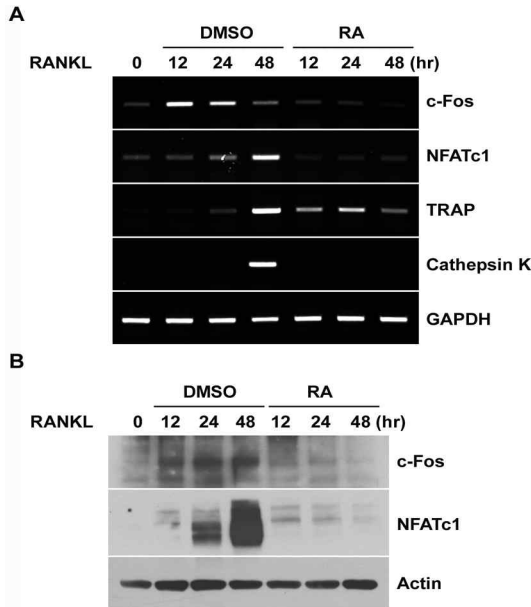 A
DMSO RA
RANKL 0 12 24 48 12 24 48 (hr)
c-Fos
NFATc1
TRAP
Cathepsin K
GAPDH
B
DMSO RA
RANKL 0 12 24 48 12 24 48 (hr)
c-Fos
NFATc1
Actin